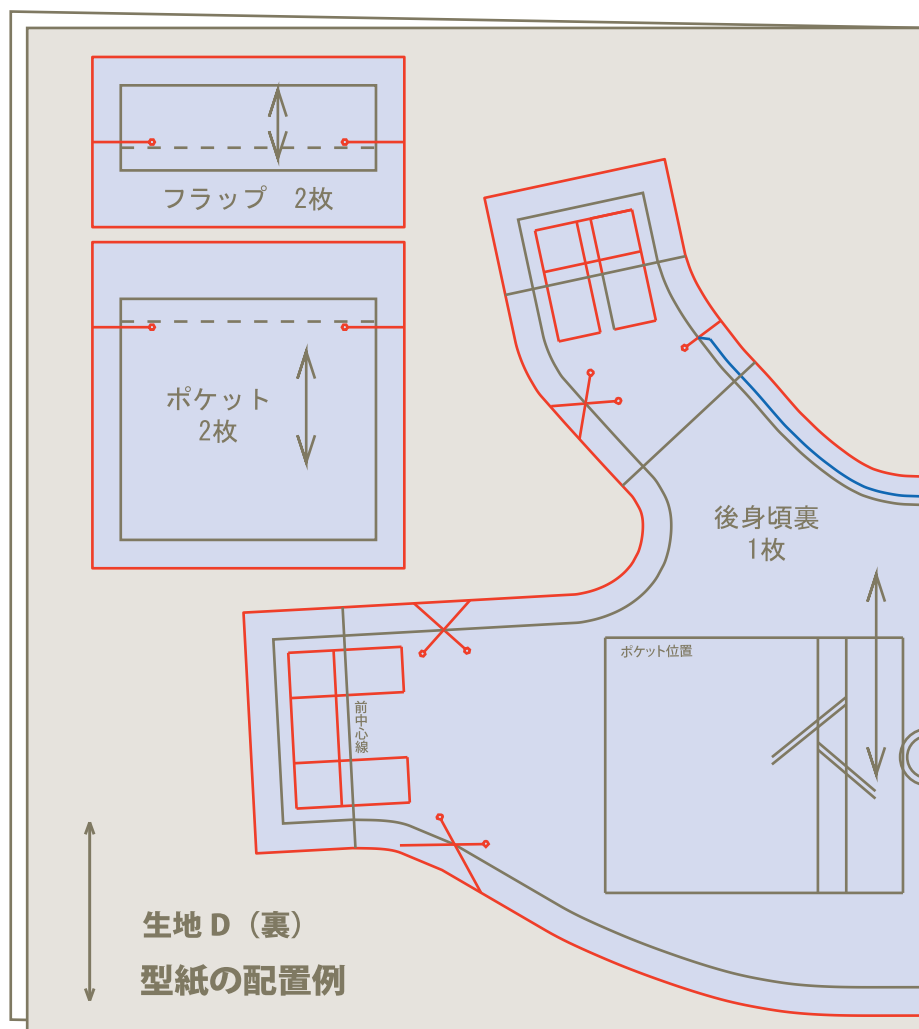 フラップ 2枚
ポケット
2枚
後身頃裏
1枚
ポケット位置
前中心線
生地 D（裏）
型紙の配置例